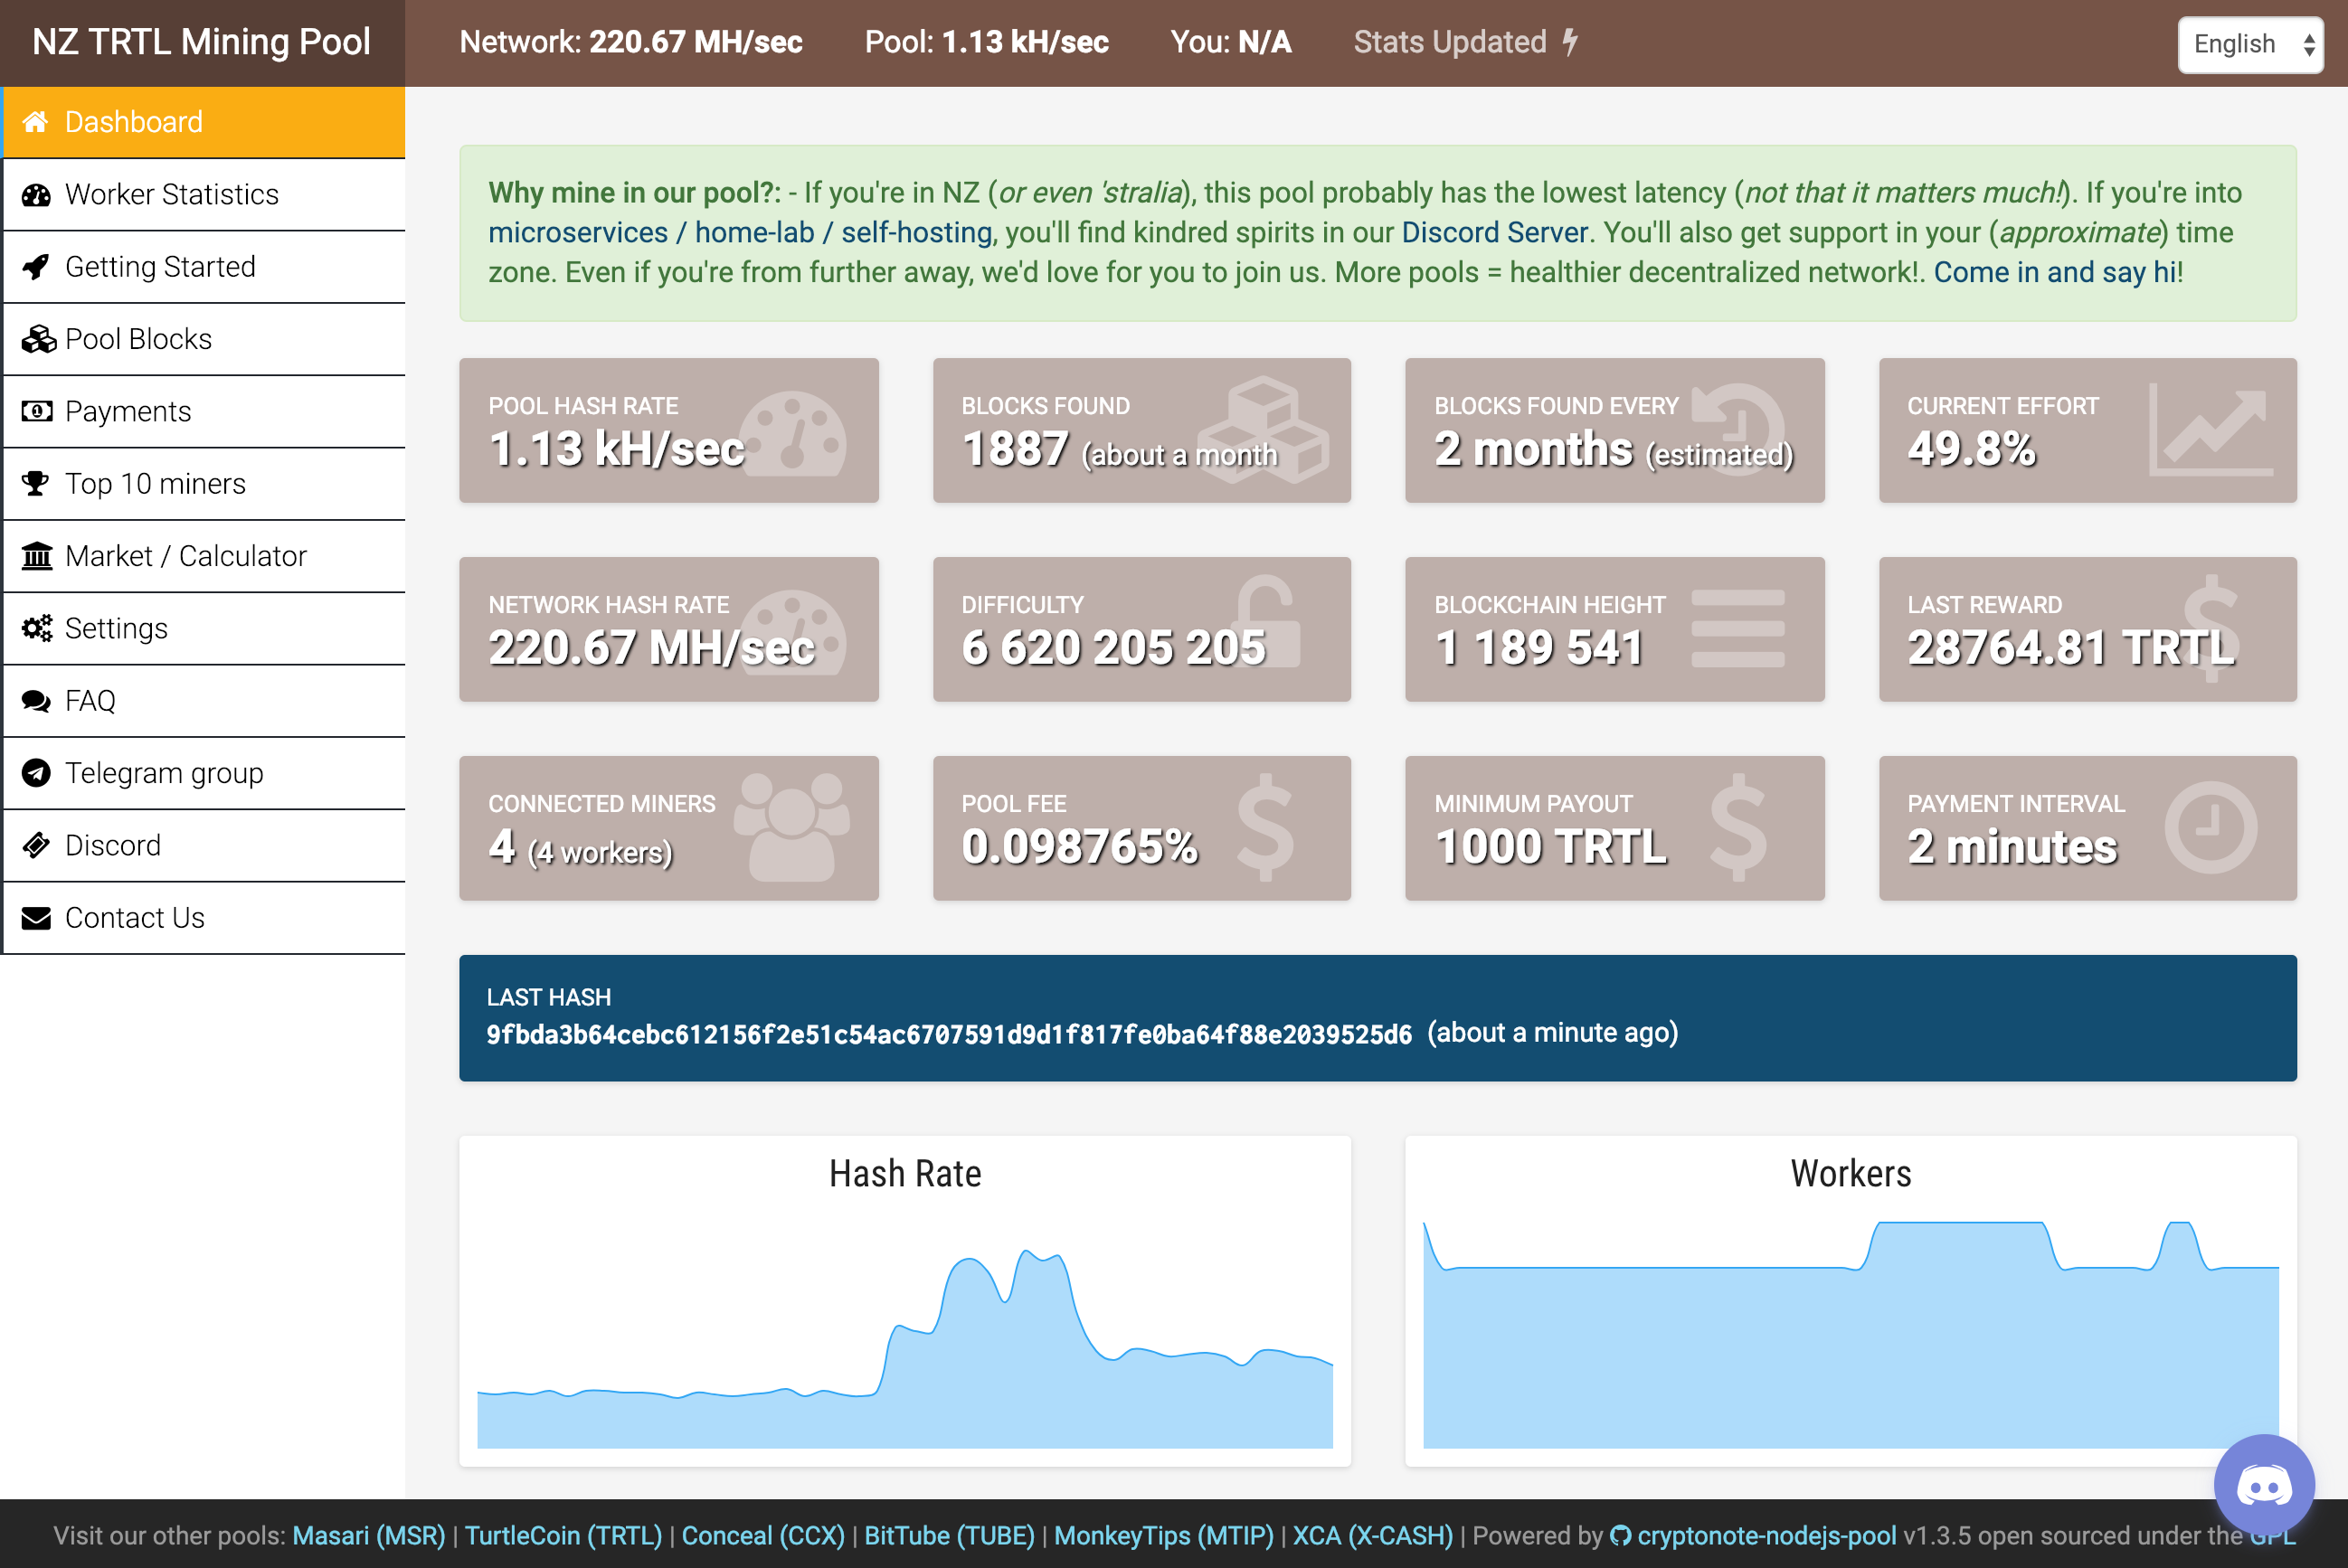 NZ TRTL Mining Pool
Network: 220.67 MH/sec Pool: 1.13 kH/sec You: N/A Stats Updated
English
Dashboard
Worker Statistics
Getting Started
Pool Blocks
Payments
Top 10 miners
Market / Calculator
Settings
FAQ
Telegram group
Discord
Contact Us
Why mine in our pool?: - If you're in NZ (or even 'stralia), this pool probably has the lowest latency (not that it matters much!). If you're into
microservices / home-lab / self-hosting, you'll find kindred spirits in our Discord Server. You'll also get support in your (approximate) time
zone. Even if you're from further away, we'd love for you to join us. More pools = healthier decentralized network!. Come in and say hi!
POOL HASH RATE
1.13 kH/sec
BLOCKS FOUND
1887 (about a month
BLOCKS FOUND EVERY
2 months (estimated)
CURRENT EFFORT
49.8%
NETWORK HASH RATE
220.67 MH/sec
DIFFICULTY
6 620 205 205
BLOCKCHAIN HEIGHT
1 189 541
LAST REWARD
28764.81 TRTL
CONNECTED MINERS
4 (4 workers)
POOL FEE
0.098765%
MINIMUM PAYOUT
1000 TRTL
PAYMENT INTERVAL
2 minutes
LAST HASH
9fbda3b64cebc612156f2e51c54ac6707591d9d1f817fe0ba64f88e2039525d6 (about a minute ago)
Hash Rate
Workers
Visit our other pools: Masari (MSR) | TurtleCoin (TRTL) | Conceal (CCX) | BitTube (TUBE) | MonkeyTips (MTIP) | XCA (X-CASH) | Powered by cryptonote-nodejs-pool v1.3.5 open sourced under the GPL